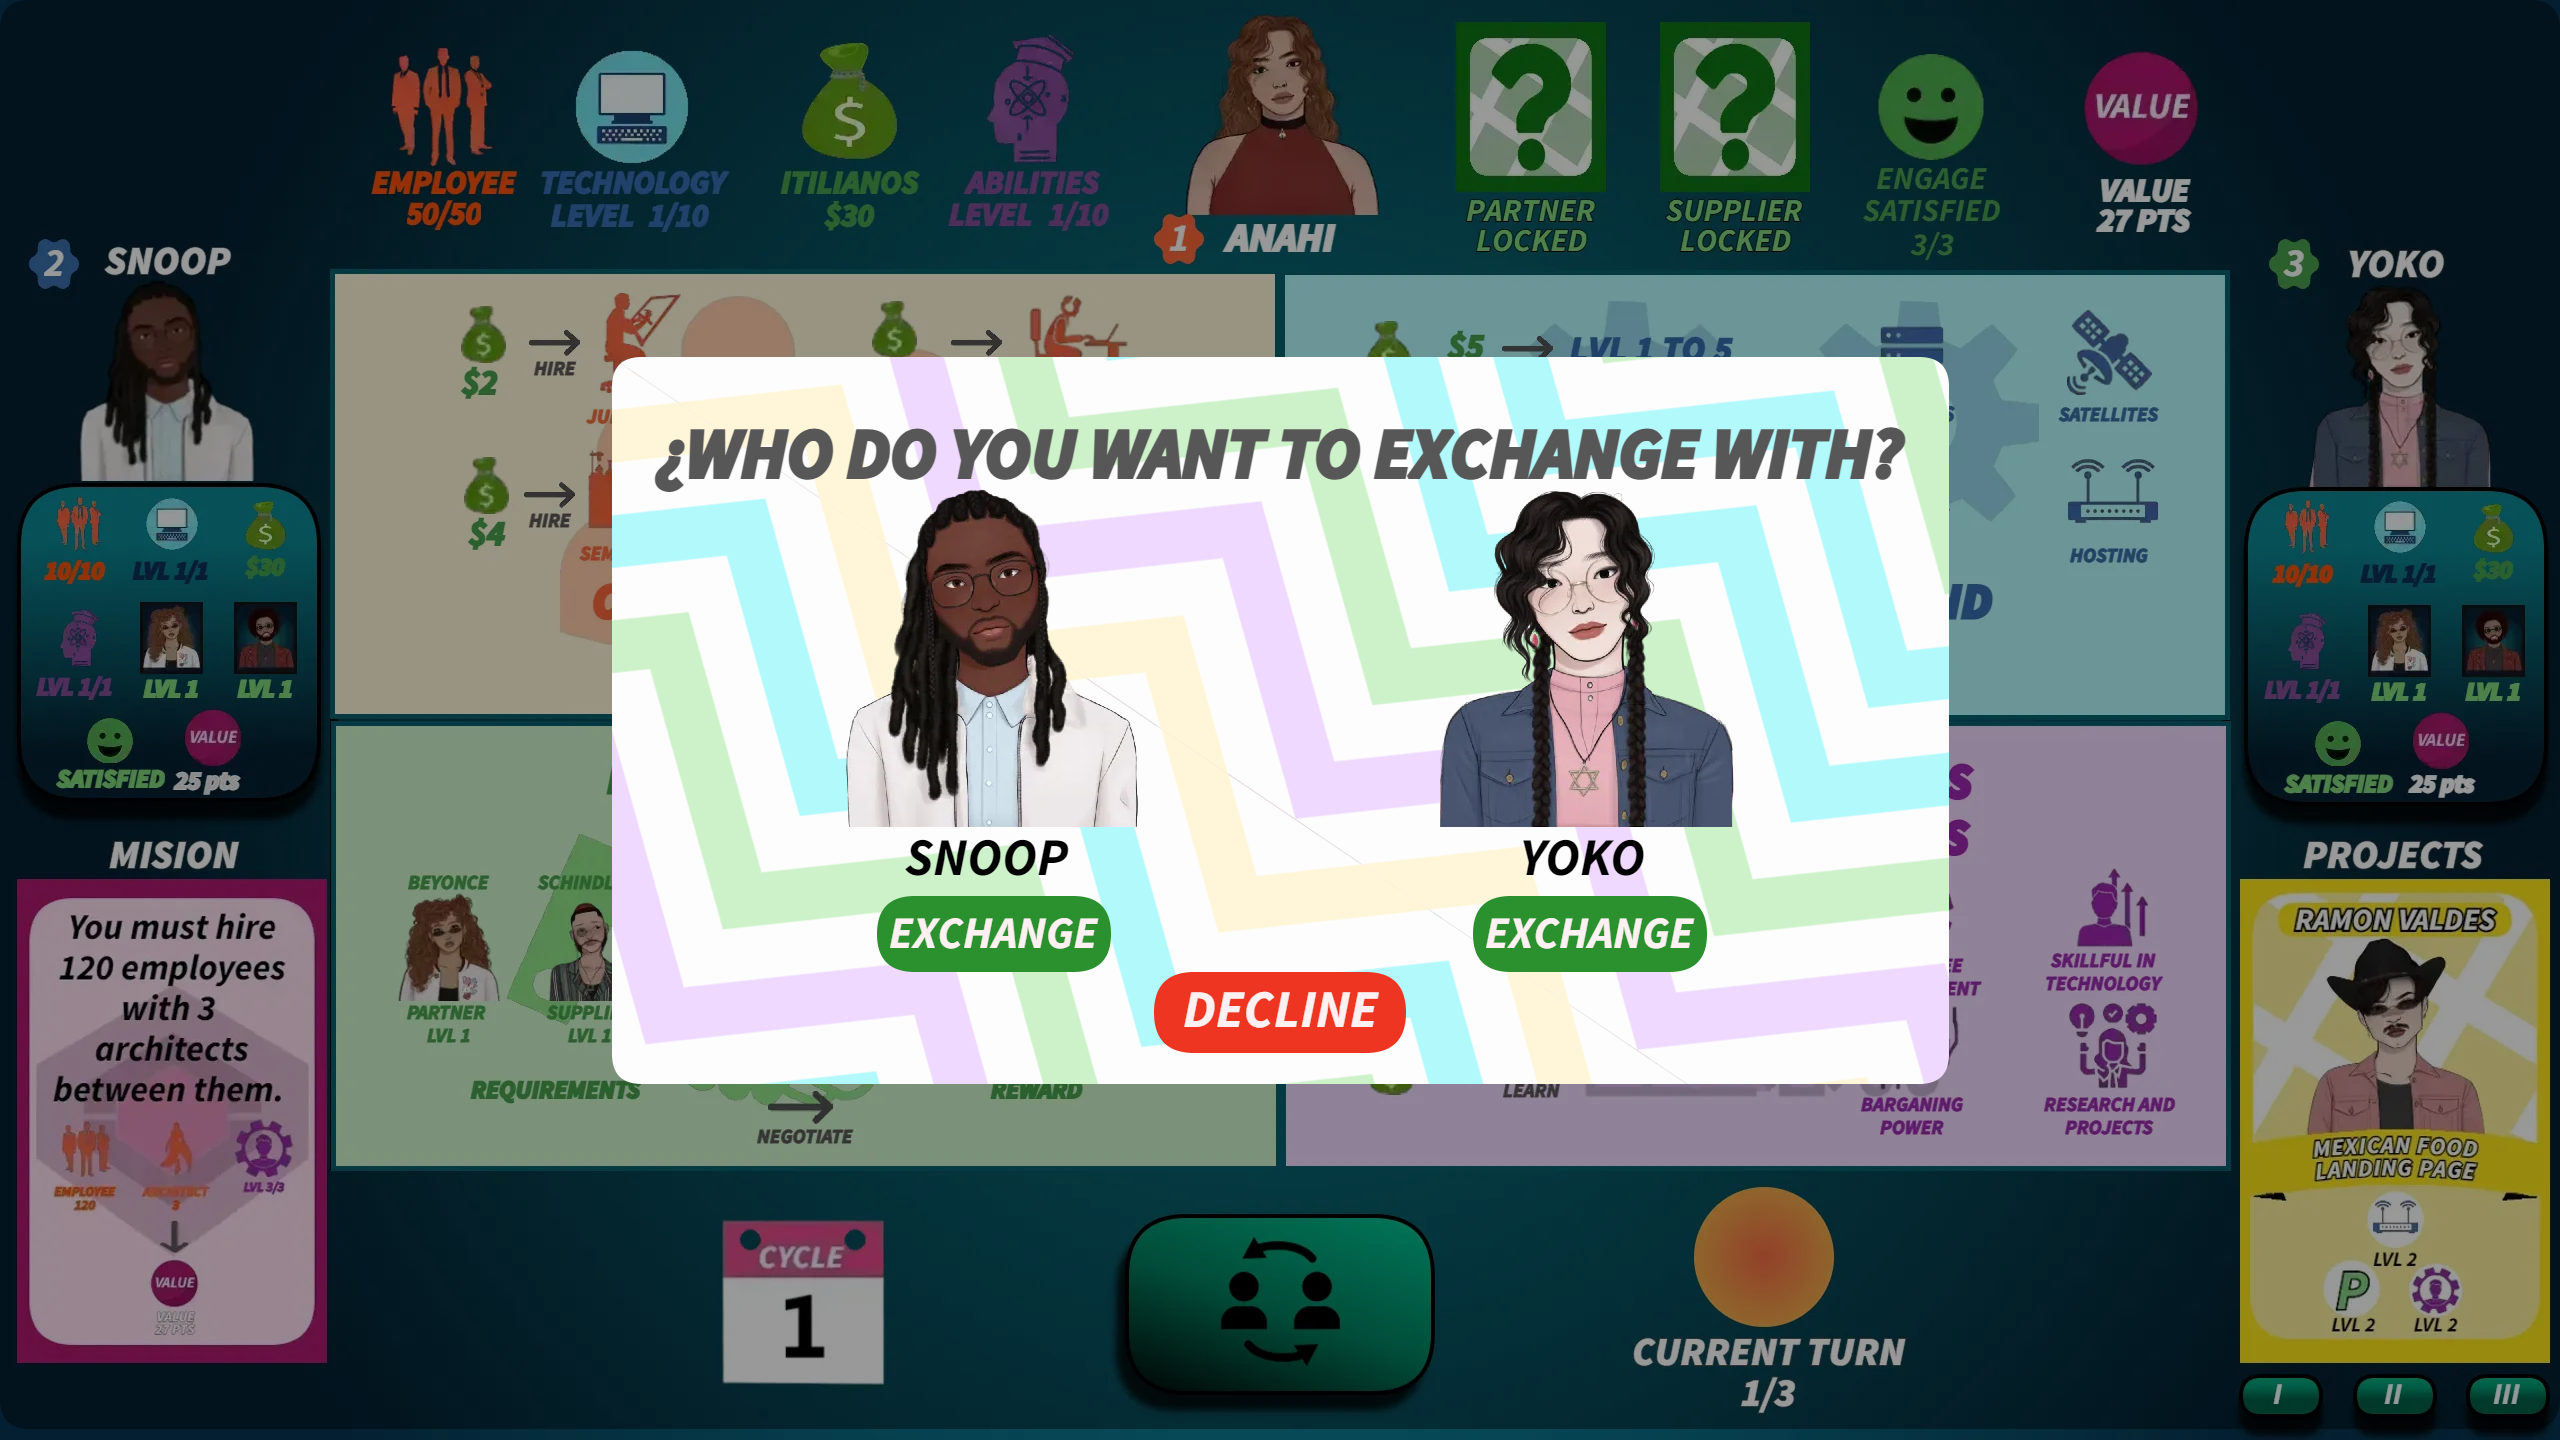 EMPLOYEE
50/50
TECHNOLOGY
LEVEL 1/10
ITILIANOS
$30
ABILITIES
LEVEL 1/10
1 ANAHI
PARTNER
LOCKED
SUPPLIER
LOCKED
ENGAGE
SATISFIED
3/3
VALUE
VALUE
27 PTS
2 SNOOP
10/10
LVL 1/1
$30
LVL 1/1
LVL 1
LVL 1
VALUE
SATISFIED
25 pts
3 YOKO
10/10
LVL 1/1
$30
LVL 1/1
LVL 1
LVL 1
VALUE
SATISFIED
25 pts
$2
HIRE
$4
HIRE
$5
LVL 1 TO 5
SATELLITES
HOSTING
¿WHO DO YOU WANT TO EXCHANGE WITH?
SNOOP
YOKO
EXCHANGE
EXCHANGE
DECLINE
BEYONCE
PARTNER
LVL 1
LVL 1
REQUIREMENTS
NEGOTIATE
REWARD
LEARN
SKILLFUL IN
TECHNOLOGY
BARGANING
POWER
RESEARCH AND
PROJECTS
MISION
You must hire
120 employees
with 3
architects
between them.
EMPLOYEE
120
ARCHITECT
3
LVL 3/3
VALUE
VALUE
27 PTS
PROJECTS
RAMON VALDES
MEXICAN FOOD
LANDING PAGE
LVL 2
P
LVL 2
LVL 2
I
II
III
CYCLE
1
CURRENT TURN
1/3